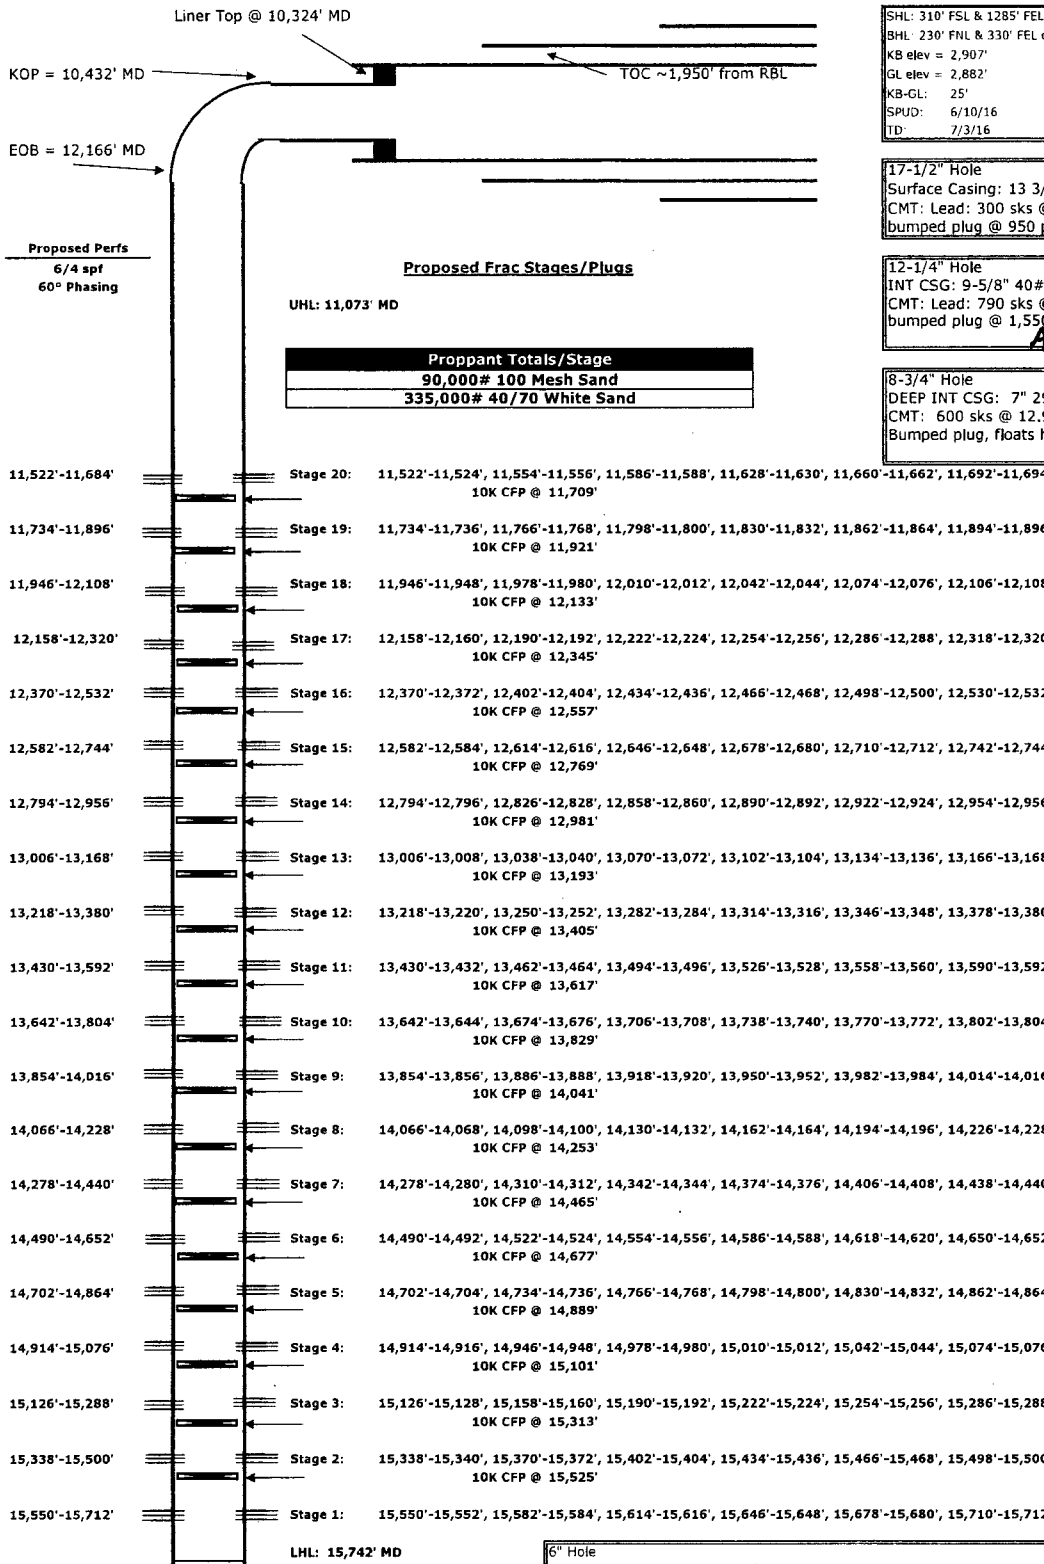 Liner Top @ 10,324' MD
KOP = 10,432' MD
TOC ~1,950' from RBL
EOB = 12,166' MD
SHL: 310' FSL & 1285' FEL
BHL: 230' FNL & 330' FEL
KB elev = 2,907'
GL elev = 2,882'
KB-GL: 25'
SPUD: 6/10/16
TD: 7/3/16
17-1/2" Hole
Surface Casing: 13 3/
CMT: Lead: 300 sks @
bumped plug @ 950
12-1/4" Hole
INT CSG: 9-5/8" 40#
CMT: Lead: 790 sks @
bumped plug @ 1,550
8-3/4" Hole
DEEP INT CSG: 7" 29
CMT: 600 sks @ 12.9
Bumped plug, floats
Proposed Perfs
6/4 spf
60° Phasing
Proposed Frac Stages/Plugs
UHL: 11,073' MD
Proppant Totals/Stage
90,000# 100 Mesh Sand
335,000# 40/70 White Sand
11,522'-11,684' Stage 20: 11,522'-11,524', 11,554'-11,556', 11,586'-11,588', 11,628'-11,630', 11,660'-11,662', 11,692'-11,694
10K CFP @ 11,709'
11,734'-11,896' Stage 19: 11,734'-11,736', 11,766'-11,768', 11,798'-11,800', 11,830'-11,832', 11,862'-11,864', 11,894'-11,896
10K CFP @ 11,921'
11,946'-12,108' Stage 18: 11,946'-11,948', 11,978'-11,980', 12,010'-12,012', 12,042'-12,044', 12,074'-12,076', 12,106'-12,108
10K CFP @ 12,133'
12,158'-12,320' Stage 17: 12,158'-12,160', 12,190'-12,192', 12,222'-12,224', 12,254'-12,256', 12,286'-12,288', 12,318'-12,320
10K CFP @ 12,345'
12,370'-12,532' Stage 16: 12,370'-12,372', 12,402'-12,404', 12,434'-12,436', 12,466'-12,468', 12,498'-12,500', 12,530'-12,532
10K CFP @ 12,557'
12,582'-12,744' Stage 15: 12,582'-12,584', 12,614'-12,616', 12,646'-12,648', 12,678'-12,680', 12,710'-12,712', 12,742'-12,744
10K CFP @ 12,769'
12,794'-12,956' Stage 14: 12,794'-12,796', 12,826'-12,828', 12,858'-12,860', 12,890'-12,892', 12,922'-12,924', 12,954'-12,956
10K CFP @ 12,981'
13,006'-13,168' Stage 13: 13,006'-13,008', 13,038'-13,040', 13,070'-13,072', 13,102'-13,104', 13,134'-13,136', 13,166'-13,168
10K CFP @ 13,193'
13,218'-13,380' Stage 12: 13,218'-13,220', 13,250'-13,252', 13,282'-13,284', 13,314'-13,316', 13,346'-13,348', 13,378'-13,380
10K CFP @ 13,405'
13,430'-13,592' Stage 11: 13,430'-13,432', 13,462'-13,464', 13,494'-13,496', 13,526'-13,528', 13,558'-13,560', 13,590'-13,592
10K CFP @ 13,617'
13,642'-13,804' Stage 10: 13,642'-13,644', 13,674'-13,676', 13,706'-13,708', 13,738'-13,740', 13,770'-13,772', 13,802'-13,804
10K CFP @ 13,829'
13,854'-14,016' Stage 9: 13,854'-13,856', 13,886'-13,888', 13,918'-13,920', 13,950'-13,952', 13,982'-13,984', 14,014'-14,016
10K CFP @ 14,041'
14,066'-14,228' Stage 8: 14,066'-14,068', 14,098'-14,100', 14,130'-14,132', 14,162'-14,164', 14,194'-14,196', 14,226'-14,228
10K CFP @ 14,253'
14,278'-14,440' Stage 7: 14,278'-14,280', 14,310'-14,312', 14,342'-14,344', 14,374'-14,376', 14,406'-14,408', 14,438'-14,440
10K CFP @ 14,465'
14,490'-14,652' Stage 6: 14,490'-14,492', 14,522'-14,524', 14,554'-14,556', 14,586'-14,588', 14,618'-14,620', 14,650'-14,652
10K CFP @ 14,677'
14,702'-14,864' Stage 5: 14,702'-14,704', 14,734'-14,736', 14,766'-14,768', 14,798'-14,800', 14,830'-14,832', 14,862'-14,864
10K CFP @ 14,889'
14,914'-15,076' Stage 4: 14,914'-14,916', 14,946'-14,948', 14,978'-14,980', 15,010'-15,012', 15,042'-15,044', 15,074'-15,076
10K CFP @ 15,101'
15,126'-15,288' Stage 3: 15,126'-15,128', 15,158'-15,160', 15,190'-15,192', 15,222'-15,224', 15,254'-15,256', 15,286'-15,288
10K CFP @ 15,313'
15,338'-15,500' Stage 2: 15,338'-15,340', 15,370'-15,372', 15,402'-15,404', 15,434'-15,436', 15,466'-15,468', 15,498'-15,500
10K CFP @ 15,525'
15,550'-15,712' Stage 1: 15,550'-15,552', 15,582'-15,584', 15,614'-15,616', 15,646'-15,648', 15,678'-15,680', 15,710'-15,712
LHL: 15,742' MD
6" Hole